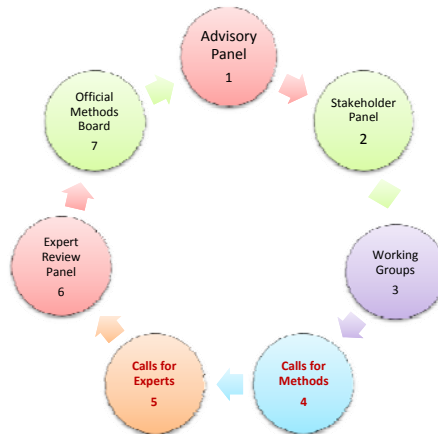 Advisory
Panel
1
Stakeholder
Panel
2
Working
Groups
3
Calls for
Methods
4
Calls for
Experts
5
Expert
Review
Panel
6
Official
Methods
Board
7